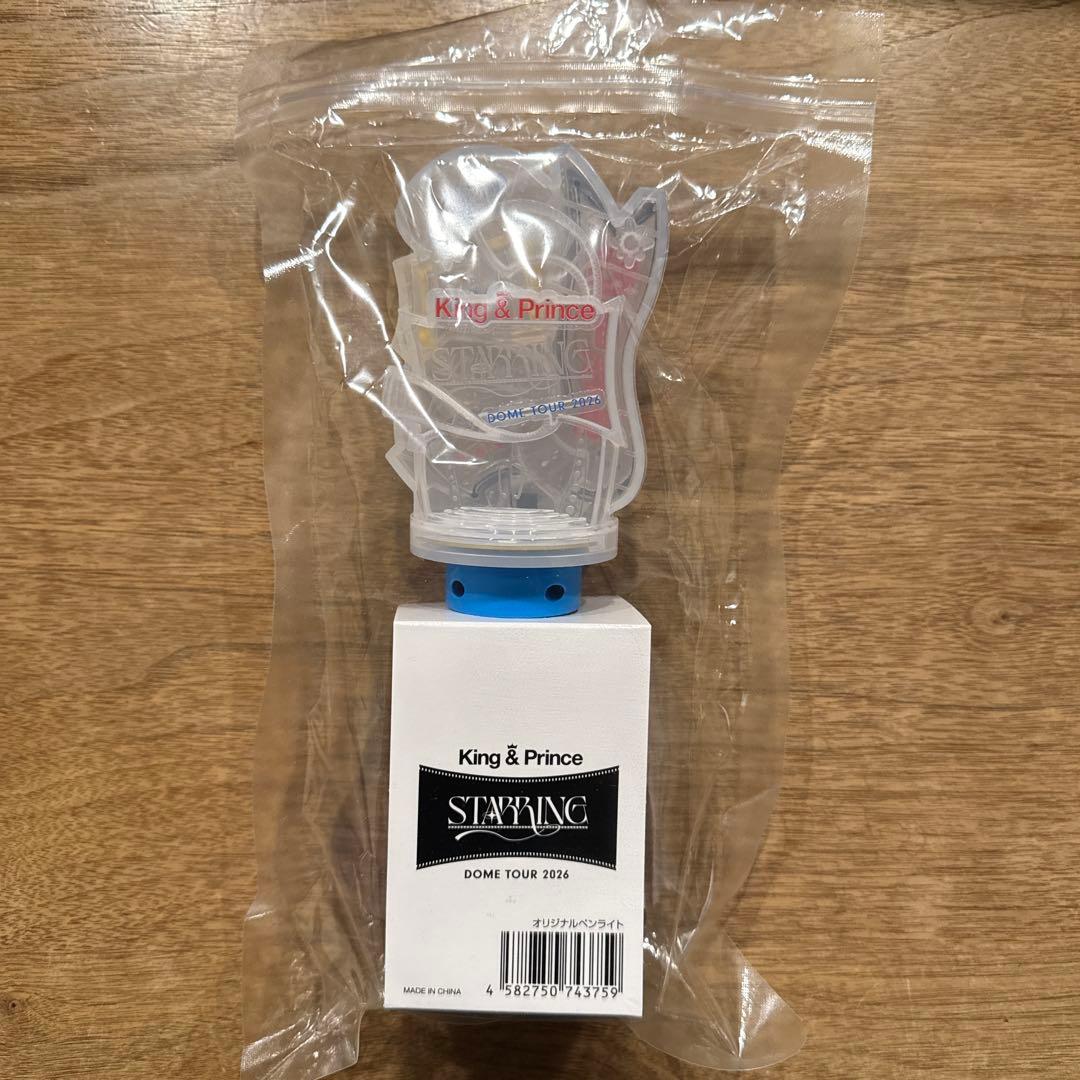 King & Prince
STARRING
DOME TOUR 2026
King & Prince
STARRING
DOME TOUR 2026
オリジナルペンライト
MADE IN CHINA
4 582750 743759